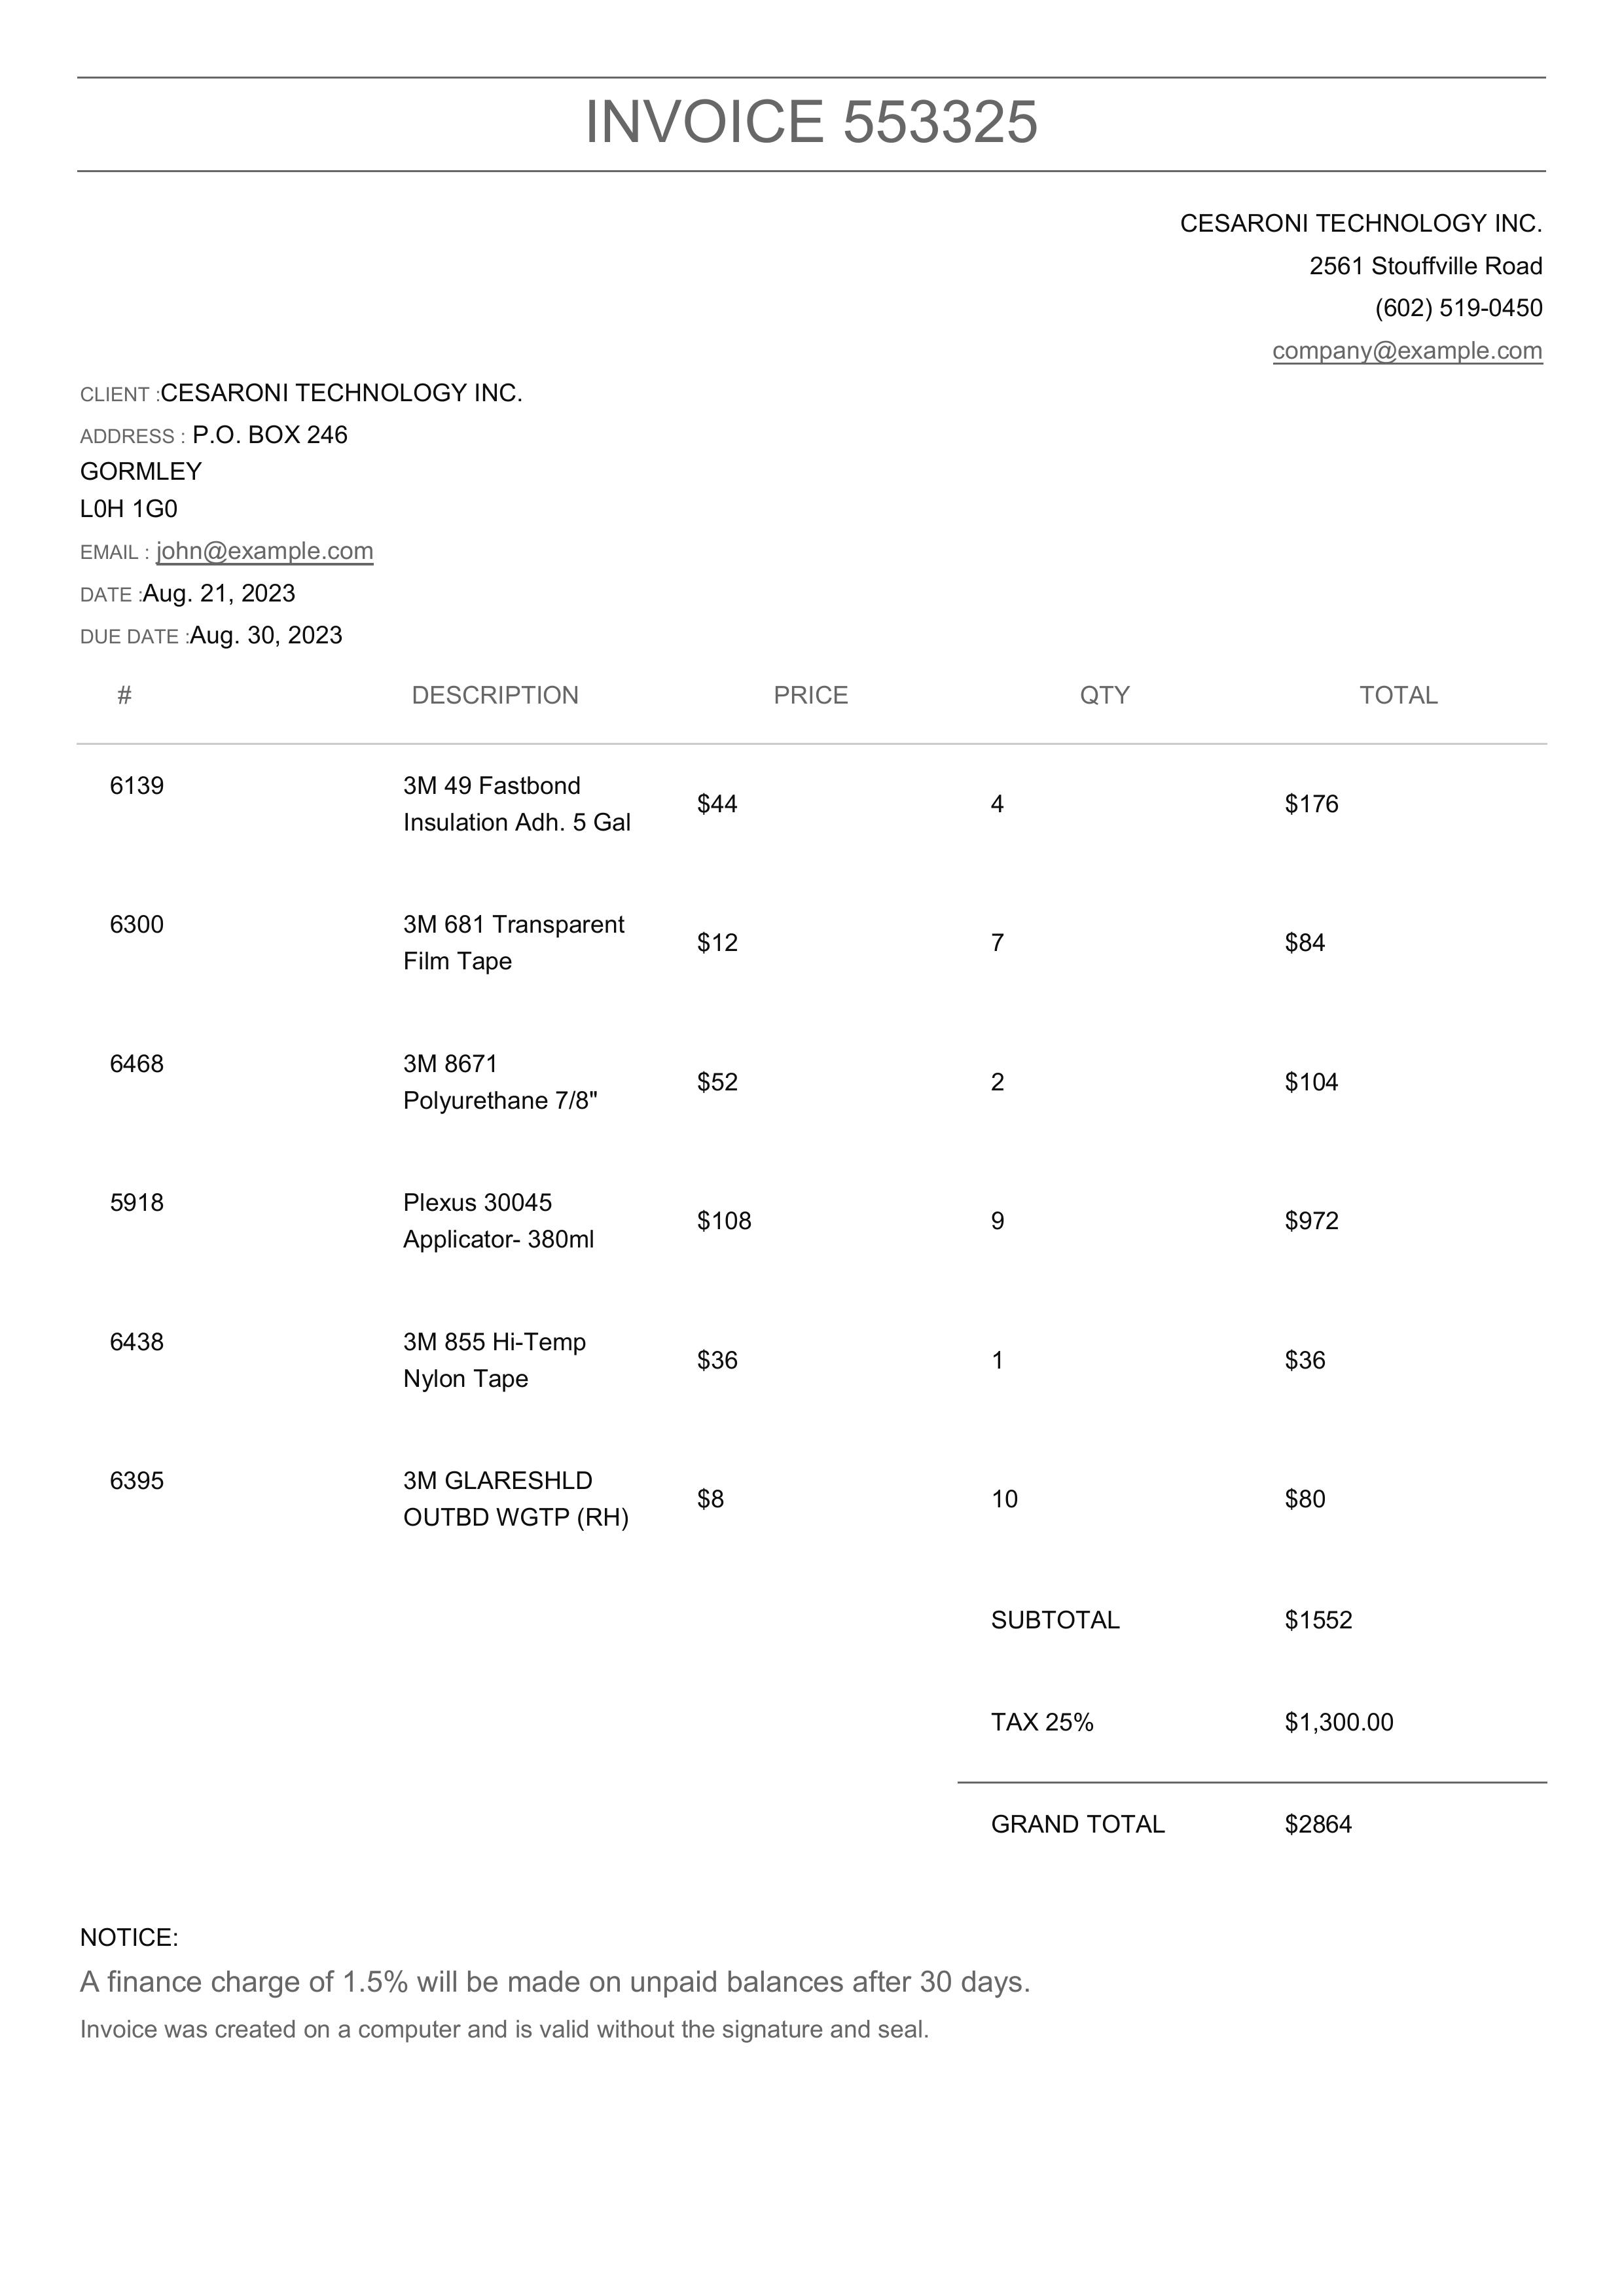 INVOICE 553325
CESARONI TECHNOLOGY INC.
2561 Stouffville Road
(602) 519-0450
company@example.com
CLIENT :CESARONI TECHNOLOGY INC.
ADDRESS : P.O. BOX 246
GORMLEY
L0H 1G0
EMAIL : john@example.com
DATE :Aug. 21, 2023
DUE DATE :Aug. 30, 2023
# DESCRIPTION PRICE QTY TOTAL
6139 3M 49 Fastbond
Insulation Adh. 5 Gal
$44 4 $176
6300 3M 681 Transparent
Film Tape
$12 7 $84
6468 3M 8671
Polyurethane 7/8"
$52 2 $104
5918 Plexus 30045
Applicator- 380ml
$108 9 $972
6438 3M 855 Hi-Temp
Nylon Tape
$36 1 $36
6395 3M GLARESHLD
OUTBD WGTP (RH)
$8 10 $80
SUBTOTAL $1552
TAX 25% $1,300.00
GRAND TOTAL $2864
NOTICE:
A finance charge of 1.5% will be made on unpaid balances after 30 days.
Invoice was created on a computer and is valid without the signature and seal.